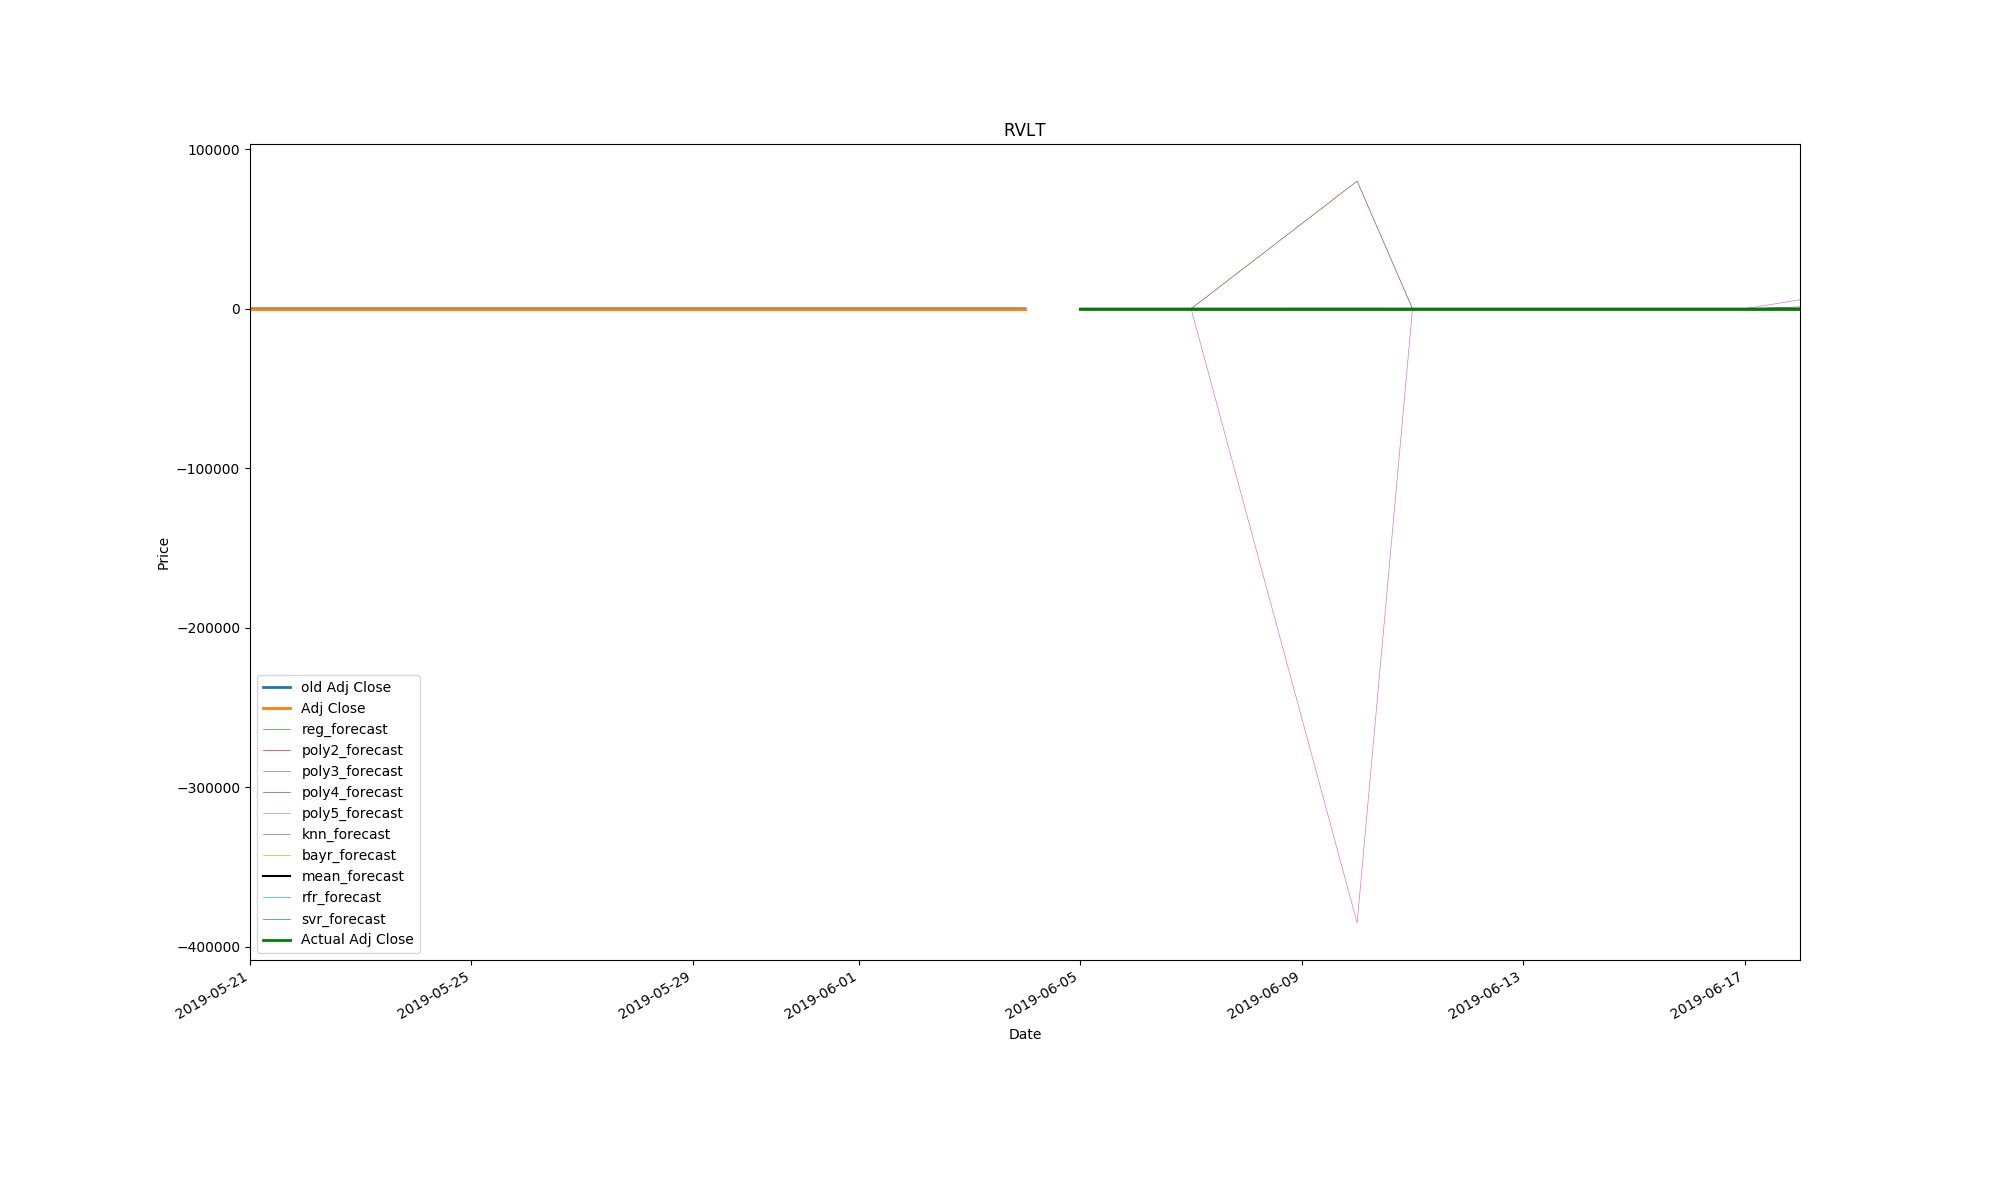 RVLT
100000
0
−100000
−200000
−300000
−400000
Price
old Adj Close
Adj Close
reg_forecast
poly2_forecast
poly3_forecast
poly4_forecast
poly5_forecast
knn_forecast
bayr_forecast
mean_forecast
rfr_forecast
svr_forecast
Actual Adj Close
2019-05-21
2019-05-25
2019-05-29
2019-06-01
2019-06-05
2019-06-09
2019-06-13
2019-06-17
Date